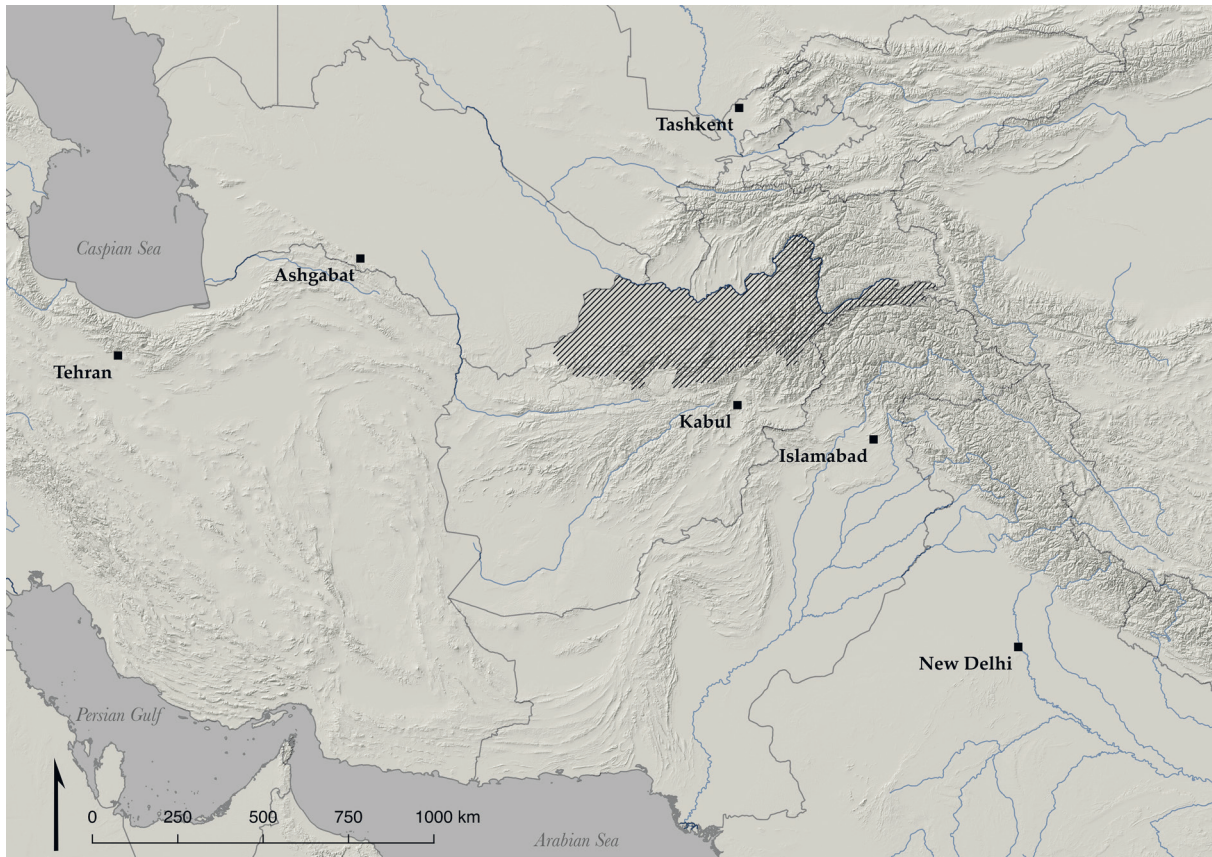 Tashkent
Caspian Sea
Ashgabat
Tehran
Kabul
Islamabad
New Delhi
Persian Gulf
0 250 500 750 1000 km
Arabian Sea